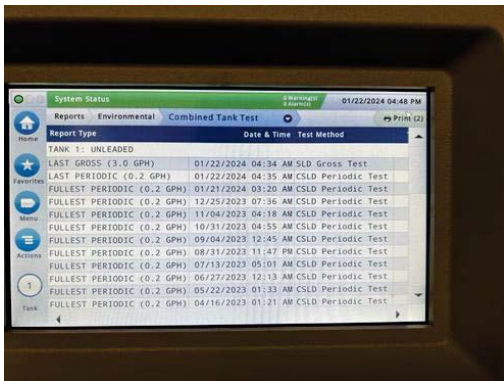 System Status 0 Warning(s) 0 Alarm(s) 01/22/2024 04:48 PM
Reports Environmental Combined Tank Test Print (2)
Home
Report Type Date & Time Test Method
TANK 1: UNLEADED
LAST GROSS (3.0 GPH) 01/22/2024 04:34 AM SLD Gross Test
LAST PERIODIC (0.2 GPH) 01/22/2024 04:35 AM CSLD Periodic Test
Favorites
FULLEST PERIODIC (0.2 GPH) 01/21/2024 03:20 AM CSLD Periodic Test
FULLEST PERIODIC (0.2 GPH) 12/25/2023 07:36 AM CSLD Periodic Test
FULLEST PERIODIC (0.2 GPH) 11/04/2023 04:18 AM CSLD Periodic Test
Menu
FULLEST PERIODIC (0.2 GPH) 10/31/2023 04:55 AM CSLD Periodic Test
FULLEST PERIODIC (0.2 GPH) 09/04/2023 12:45 AM CSLD Periodic Test
Actions
FULLEST PERIODIC (0.2 GPH) 08/31/2023 11:47 PM CSLD Periodic Test
FULLEST PERIODIC (0.2 GPH) 07/13/2023 05:01 AM CSLD Periodic Test
FULLEST PERIODIC (0.2 GPH) 06/27/2023 12:13 AM CSLD Periodic Test
1
FULLEST PERIODIC (0.2 GPH) 05/22/2023 01:33 AM CSLD Periodic Test
Tank
FULLEST PERIODIC (0.2 GPH) 04/16/2023 01:21 AM CSLD Periodic Test